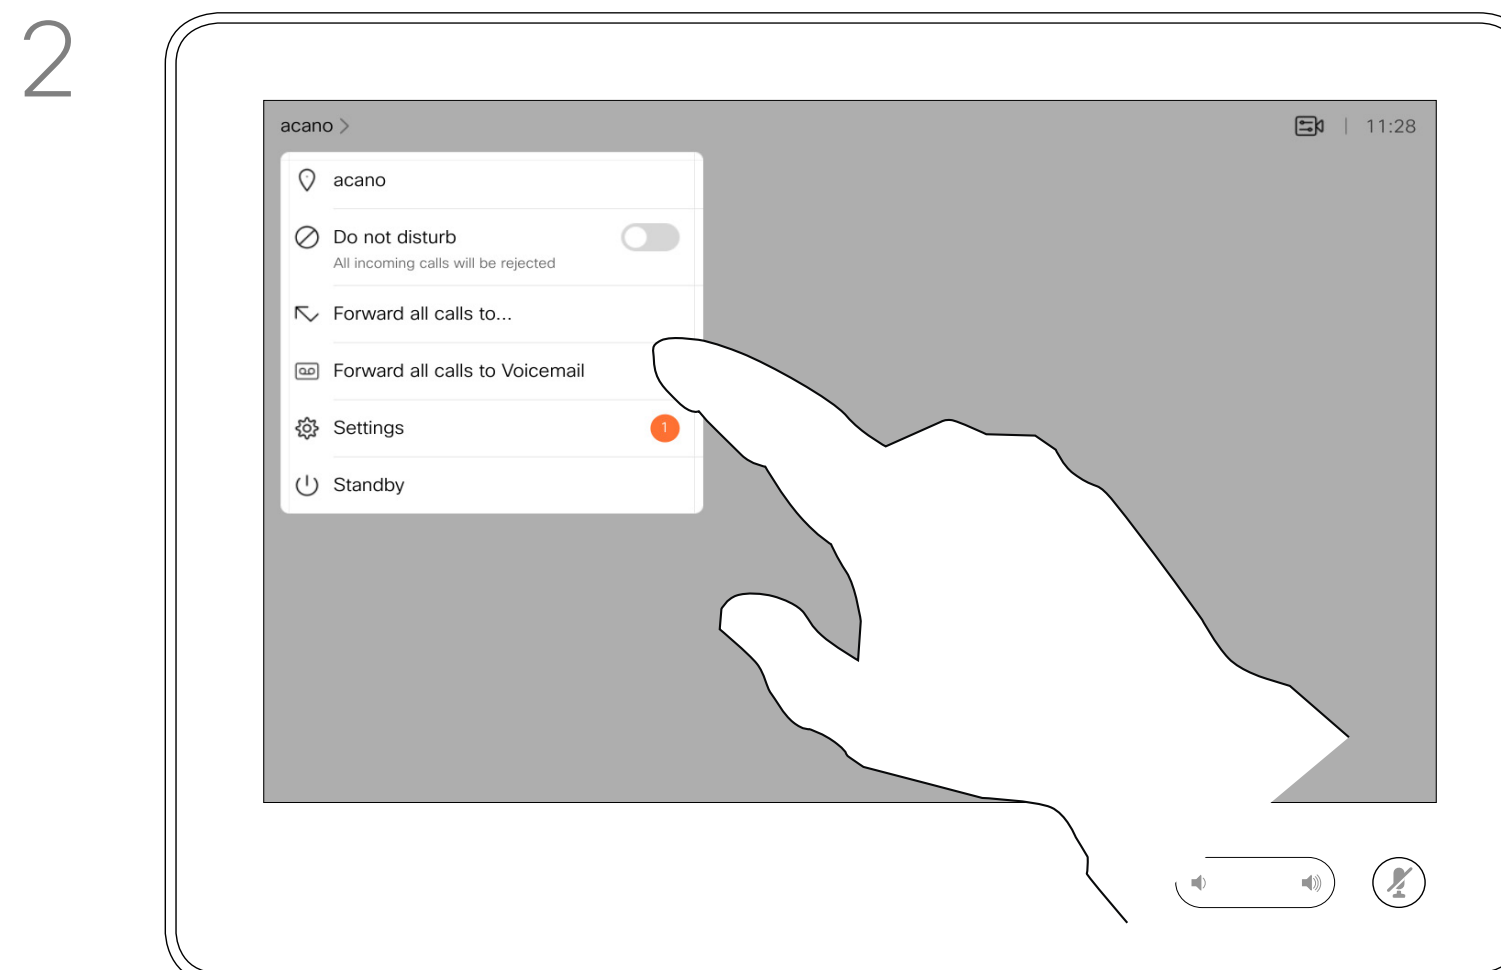 2
acano >
| 11:28
acano
Do not disturb
All incoming calls will be rejected
Forward all calls to...
Forward all calls to Voicemail
Settings
1
Standby